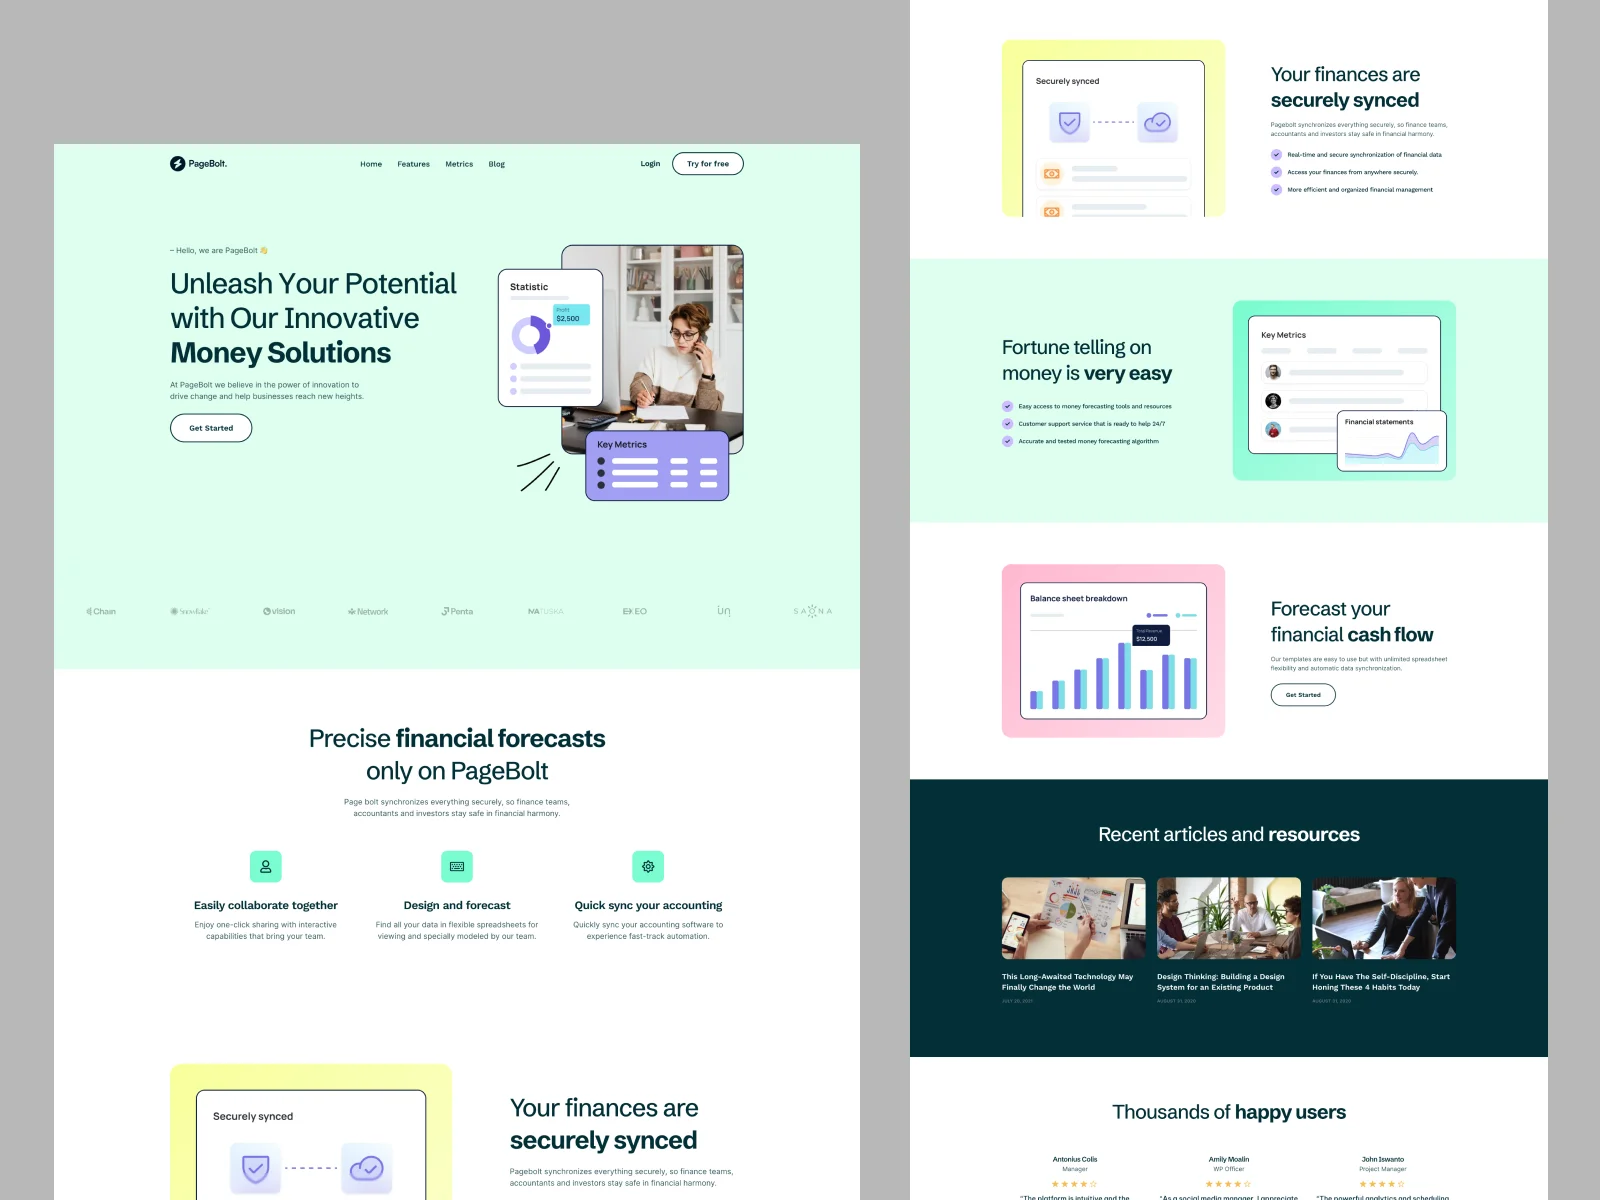 PageBolt.
Home Features Metrics Blog
Login Try for free
~ Hello, we are PageBolt 👋
Unleash Your Potential
with Our Innovative
Money Solutions
At PageBolt we believe in the power of innovation to
drive change and help businesses reach new heights.
Get Started
Statistic
Profit
$2,500
Key Metrics
Chain Snowflake vision Network Penta NATUSKA EKEO un SAONA
Precise financial forecasts
only on PageBolt
Page bolt synchronizes everything securely, so finance teams,
accountants and investors stay safe in financial harmony.
Easily collaborate together
Enjoy one-click sharing with interactive
capabilities that bring your team.
Design and forecast
Find all your data in flexible spreadsheets for
viewing and specially modeled by our team.
Quick sync your accounting
Quickly sync your accounting software to
experience fast-track automation.
Securely synced
Your finances are
securely synced
Pagebolt synchronizes everything securely, so finance teams,
accountants and investors stay safe in financial harmony.
Securely synced
Your finances are
securely synced
Pagebolt synchronizes everything securely, so finance teams,
accountants and investors stay safe in financial harmony.
Real-time and secure synchronization of financial data
Access your finances from anywhere securely.
More efficient and organized financial management
Fortune telling on
money is very easy
Easy access to money forecasting tools and resources
Customer support service that is ready to help 24/7
Accurate and tested money forecasting algorithm
Key Metrics
Financial statements
Balance sheet breakdown
Total Revenue
$12,500
Forecast your
financial cash flow
Our templates are easy to use but with unlimited spreadsheet
flexibility and automatic data synchronization.
Get Started
Recent articles and resources
This Long-Awaited Technology May
Finally Change the World
JULY 29, 2021
Design Thinking: Building a Design
System for an Existing Product
AUGUST 31, 2020
If You Have The Self-Discipline, Start
Honing These 4 Habits Today
AUGUST 31, 2020
Thousands of happy users
Antonius Colis
Manager
"The platform is intuitive and the
Amily Moalin
WP Officer
"As a social media manager, I appreciate
John Iswanto
Project Manager
"The powerful analytics and scheduling